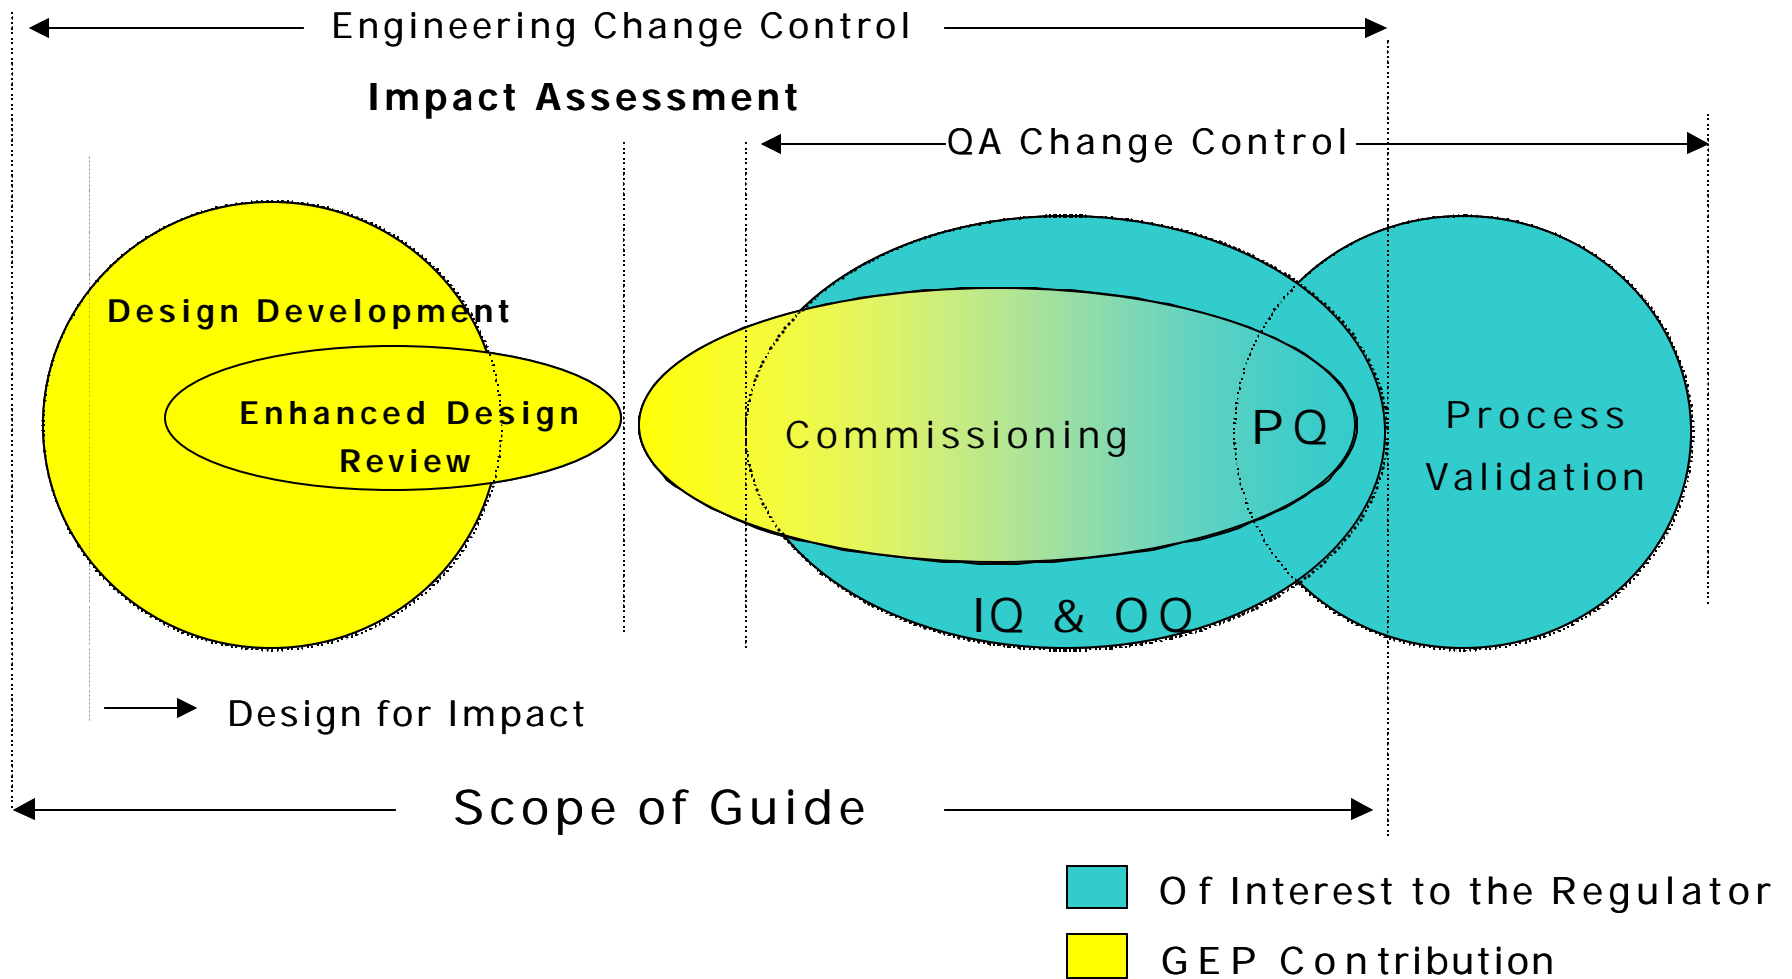 Engineering Change Control
Impact Assessment
QA Change Control
Design Development
Enhanced Design
Review
Commissioning
PQ
Process
Validation
IQ & OQ
Design for Impact
Scope of Guide
Of Interest to the Regulator
GEP Contribution